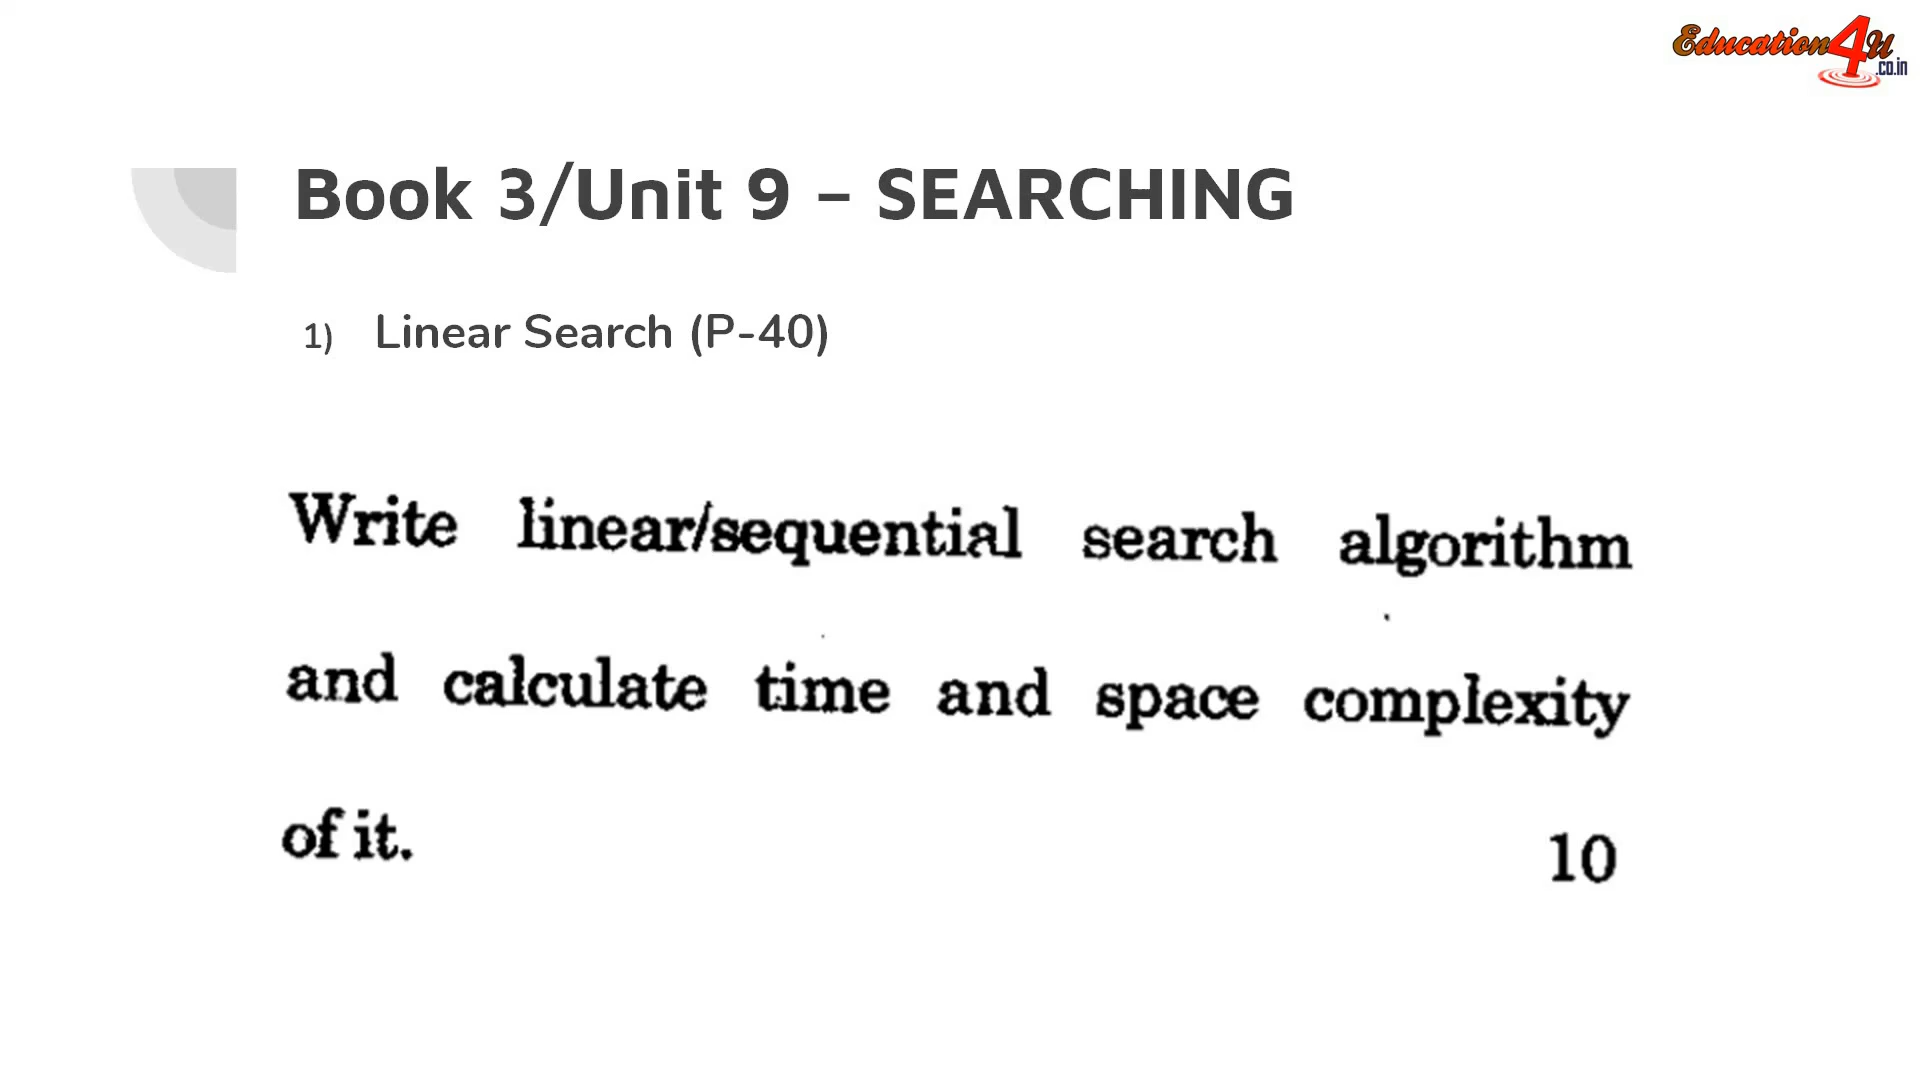 Education4u
.co.in
Book 3/Unit 9 – SEARCHING
1) Linear Search (P-40)
Write linear/sequential search algorithm
and calculate time and space complexity
of it. 10